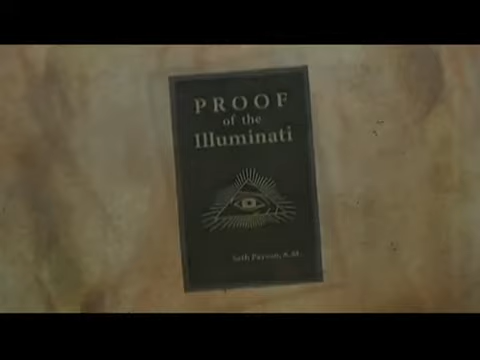 PROOF
of the
Illuminati
Seth Payson, A.M.